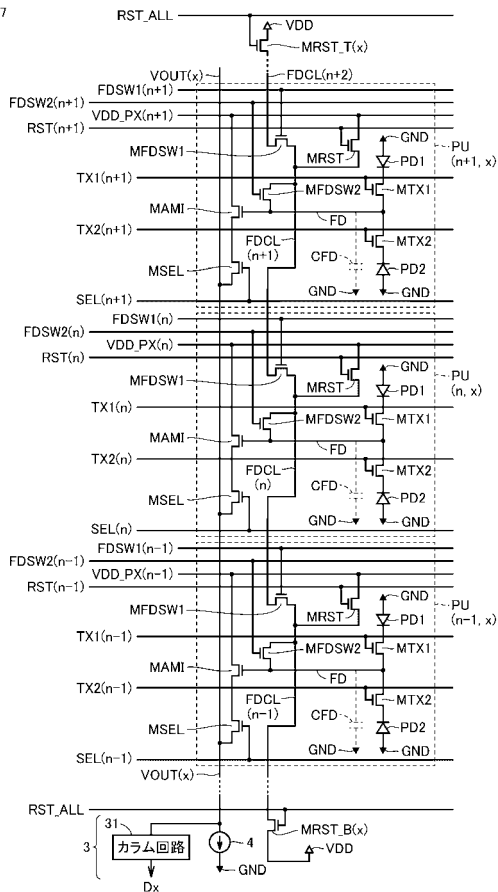 7
RST_ALL
VDD
MRST_T(x)
VOUT(x)
FDCL(n+2)
FDSW1(n+1)
FDSW2(n+1)
VDD_PX(n+1)
RST(n+1)
GND
PU
(n+1, x)
MFDSW1
MRST
PD1
TX1(n+1)
MFDSW2
MTX1
MAMI
FD
TX2(n+1)
FDCL
(n+1)
CFD
MTX2
MSEL
PD2
GND
GND
SEL(n+1)
FDSW1(n)
FDSW2(n)
VDD_PX(n)
RST(n)
GND
PU
(n, x)
MFDSW1
MRST
PD1
TX1(n)
MFDSW2
MTX1
MAMI
FD
TX2(n)
FDCL
(n)
CFD
MTX2
MSEL
PD2
GND
GND
SEL(n)
FDSW1(n-1)
FDSW2(n-1)
VDD_PX(n-1)
RST(n-1)
GND
PU
(n-1, x)
MFDSW1
MRST
PD1
TX1(n-1)
MFDSW2
MTX1
MAMI
FD
TX2(n-1)
FDCL
(n-1)
CFD
MTX2
MSEL
PD2
GND
GND
SEL(n-1)
VOUT(x)
RST_ALL
31
MRST_B(x)
3
カラム回路
4
VDD
GND
Dx